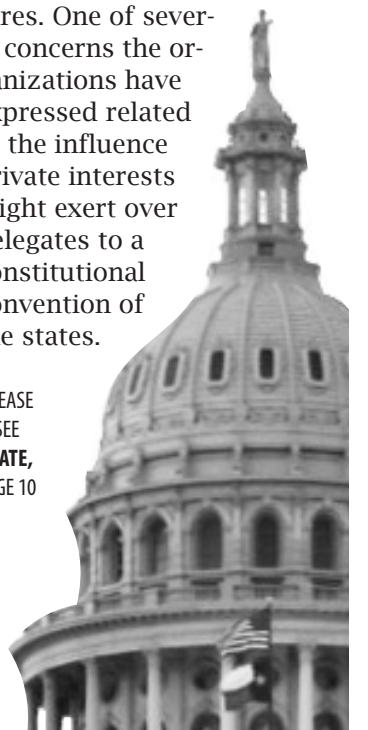 res. One of sever-
concerns the or-
anizations have
xpressed related
the influence
rivate interests
ight exert over
elegates to a
onstitutional
onvention of
e states.
EASE
SEE
ATE,
GE 10